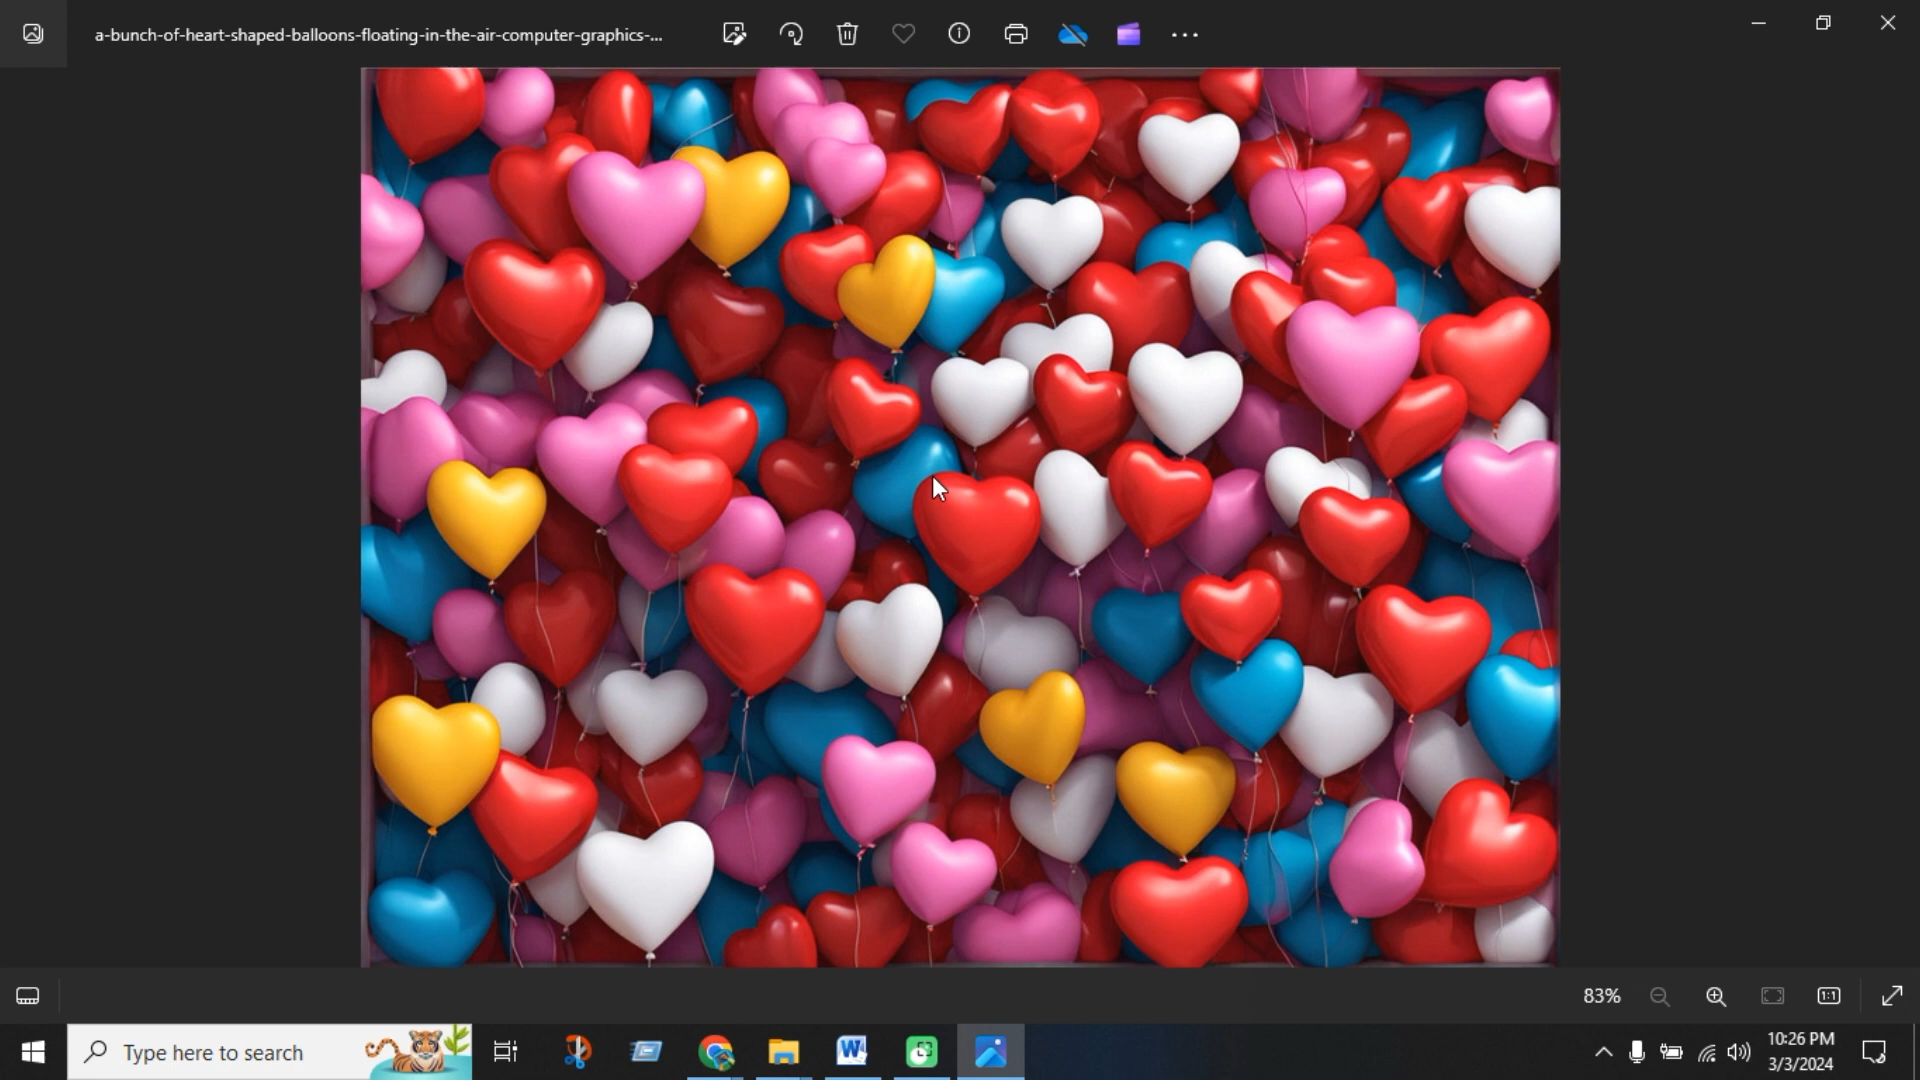 a-bunch-of-heart-shaped-balloons-floating-in-the-air-computer-graphics-...
83%
Type here to search
10:26 PM
3/3/2024